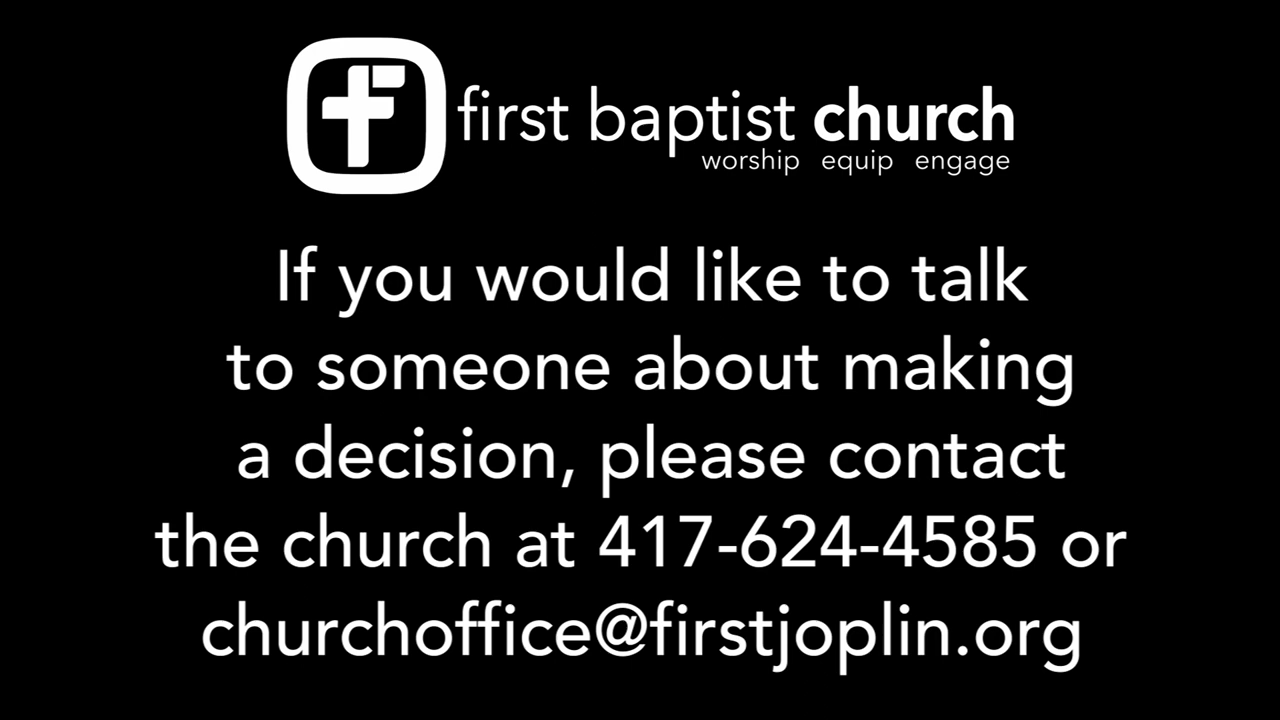 first baptist church
worship equip engage
If you would like to talk
to someone about making
a decision, please contact
the church at 417-624-4585 or
churchoffice@firstjoplin.org